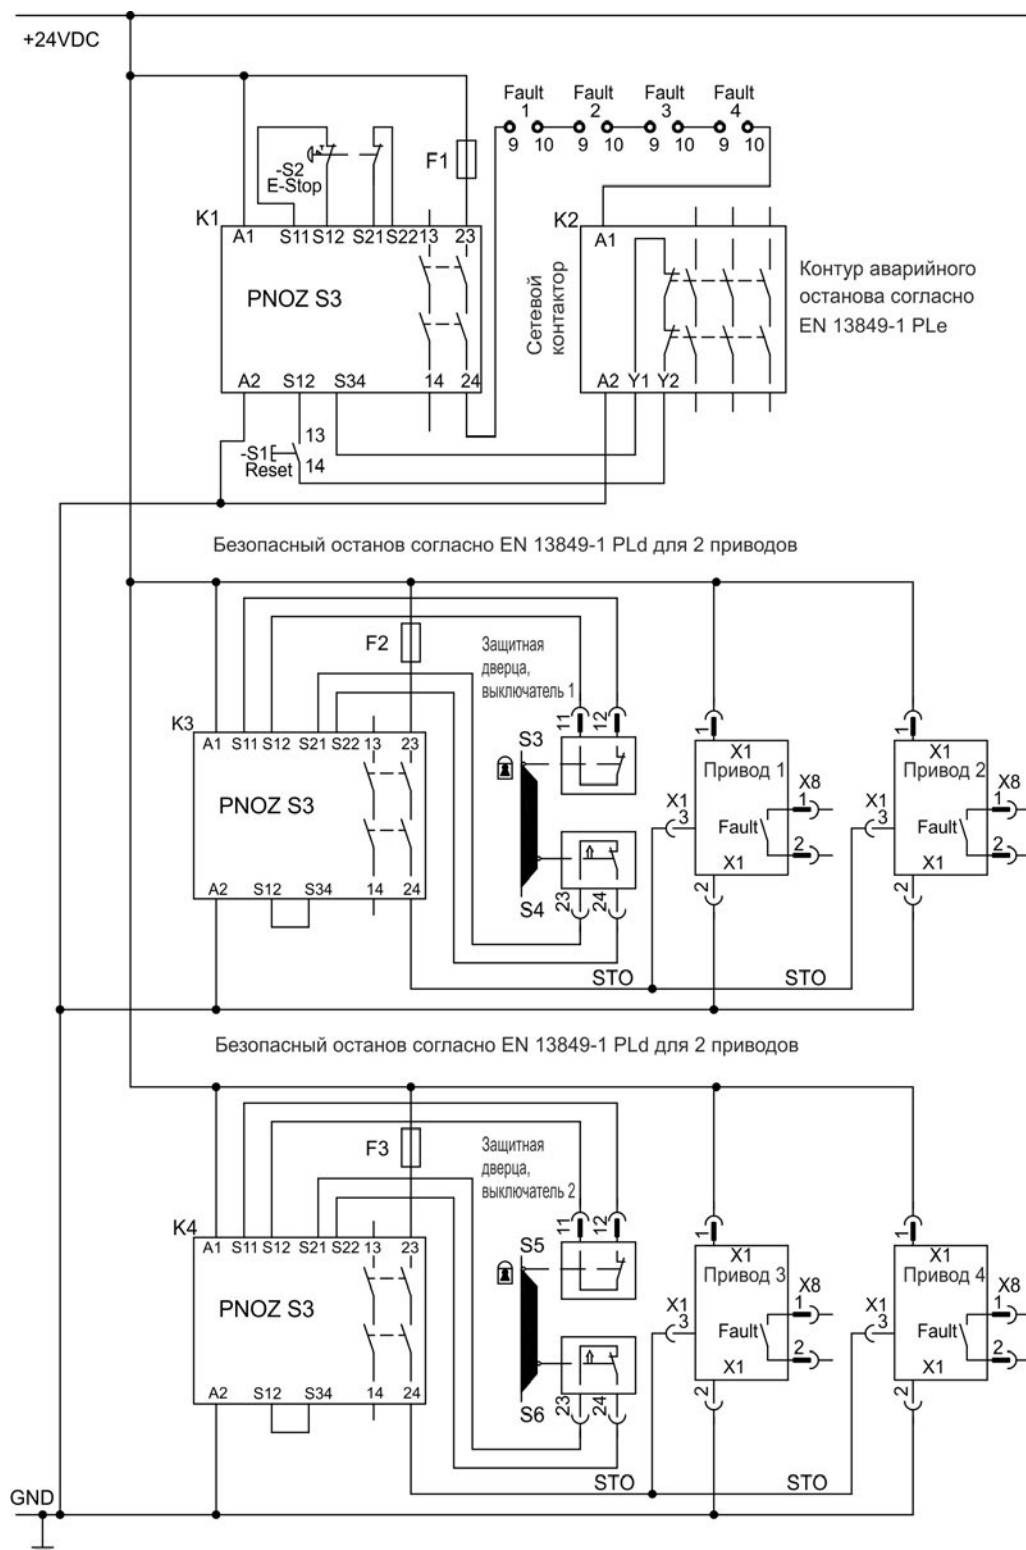 +24VDC
Fault 1
Fault 2
Fault 3
Fault 4
9 10 9 10 9 10 9 10
-S2
E-Stop
F1
K1
A1 S11 S12 S21 S22 13 23
PNOZ S3
A2 S12 S34 14 24
K2
A1
Сетевой
контактор
A2 Y1 Y2
Контур аварийного
останова согласно
EN 13849-1 PLe
-S1
Reset
13
14
Безопасный останов согласно EN 13849-1 PLd для 2 приводов
F2
Защитная
дверца,
выключатель 1
K3
A1 S11 S12 S21 S22 13 23
PNOZ S3
A2 S12 S34 14 24
11 12
S3
S4
23 24
1
X1
Привод 1
X1
3
Fault
X8
1
2
X1
2
1
X1
Привод 2
X1
3
Fault
X8
1
2
X1
2
STO STO
Безопасный останов согласно EN 13849-1 PLd для 2 приводов
F3
Защитная
дверца,
выключатель 2
K4
A1 S11 S12 S21 S22 13 23
PNOZ S3
A2 S12 S34 14 24
11 12
S5
S6
23 24
1
X1
Привод 3
X1
3
Fault
X8
1
2
X1
2
1
X1
Привод 4
X1
3
Fault
X8
1
2
X1
2
STO STO
GND